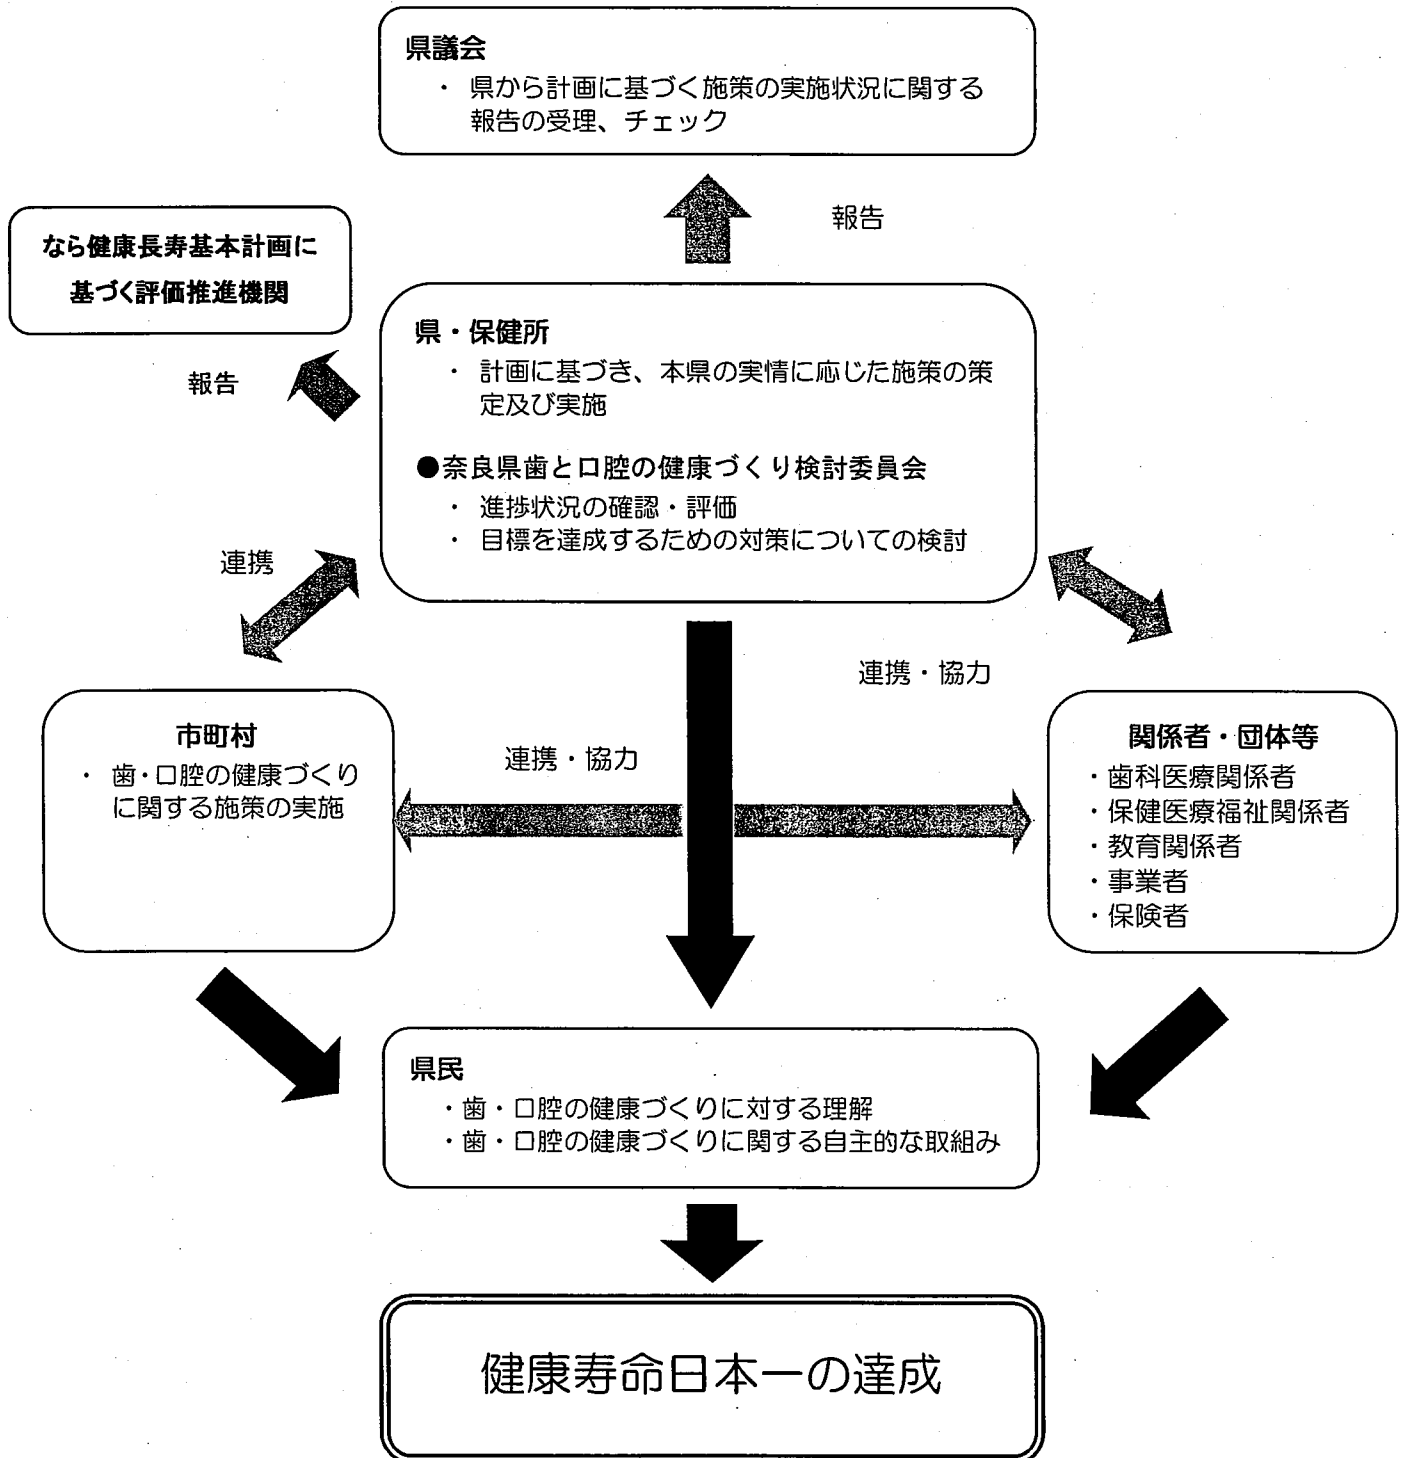 県議会
・ 県から計画に基づく施策の実施状況に関する
報告の受理、チェック
報告
なら健康長寿基本計画に
基づく評価推進機関
報告
県・保健所
・ 計画に基づき、本県の実情に応じた施策の策
定及び実施
●奈良県歯と口腔の健康づくり検討委員会
・ 進捗状況の確認・評価
・ 目標を達成するための対策についての検討
連携
連携・協力
市町村
・ 歯・口腔の健康づくり
に関する施策の実施
連携・協力
関係者・団体等
・歯科医療関係者
・保健医療福祉関係者
・教育関係者
・事業者
・保険者
県民
・歯・口腔の健康づくりに対する理解
・歯・口腔の健康づくりに関する自主的な取組み
健康寿命日本一の達成